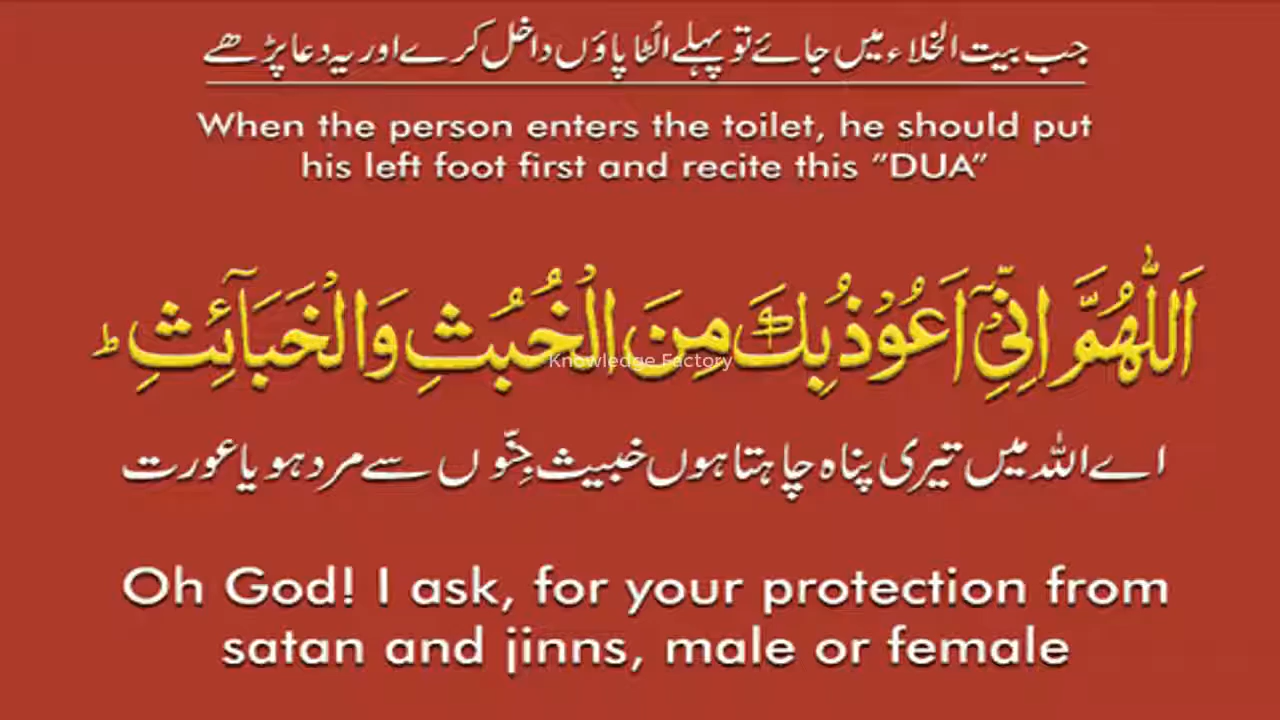 جب بیت الخلاء میں جائے تو پہلے الٹا پاؤں داخل کرے اور یہ دعا پڑھے
When the person enters the toilet, he should put
his left foot first and recite this “DUA”
اَللّٰهُمَّ اِنِّیْۤ اَعُوْذُ بِكَ مِنَ الْخُبُثِ وَالْخَبَآئِثِ ؕ
Knowledge Factory
اے اللہ میں تیری پناہ چاہتا ہوں خبیث جِنّوں سے مرد ہو یا عورت
Oh God! I ask, for your protection from
satan and jinns, male or female